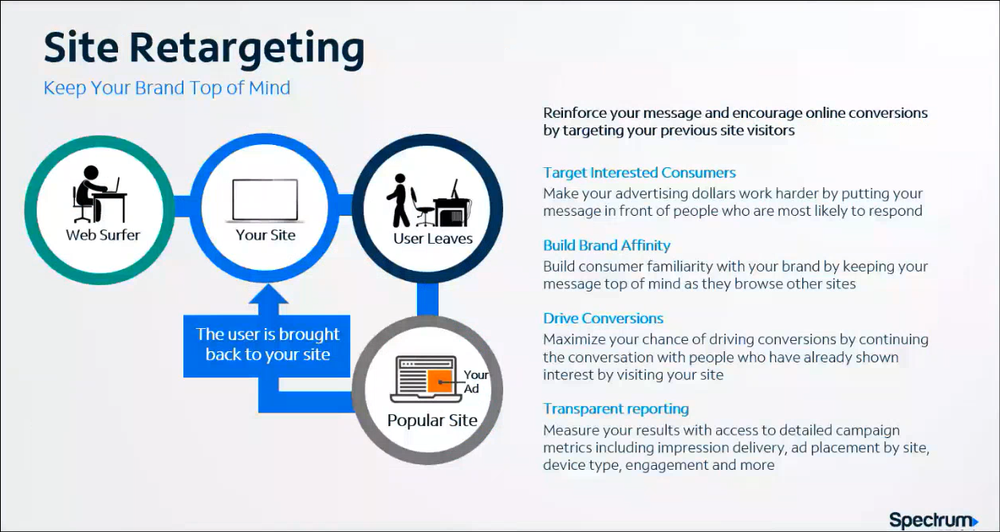 Site Retargeting
Keep Your Brand Top of Mind
Web Surfer
Your Site
User Leaves
The user is brought
back to your site
Your
Ad
Popular Site
Reinforce your message and encourage online conversions
by targeting your previous site visitors
Target Interested Consumers
Make your advertising dollars work harder by putting your
message in front of people who are most likely to respond
Build Brand Affinity
Build consumer familiarity with your brand by keeping your
message top of mind as they browse other sites
Drive Conversions
Maximize your chance of driving conversions by continuing
the conversation with people who have already shown
interest by visiting your site
Transparent reporting
Measure your results with access to detailed campaign
metrics including impression delivery, ad placement by site,
device type, engagement and more
Spectrum